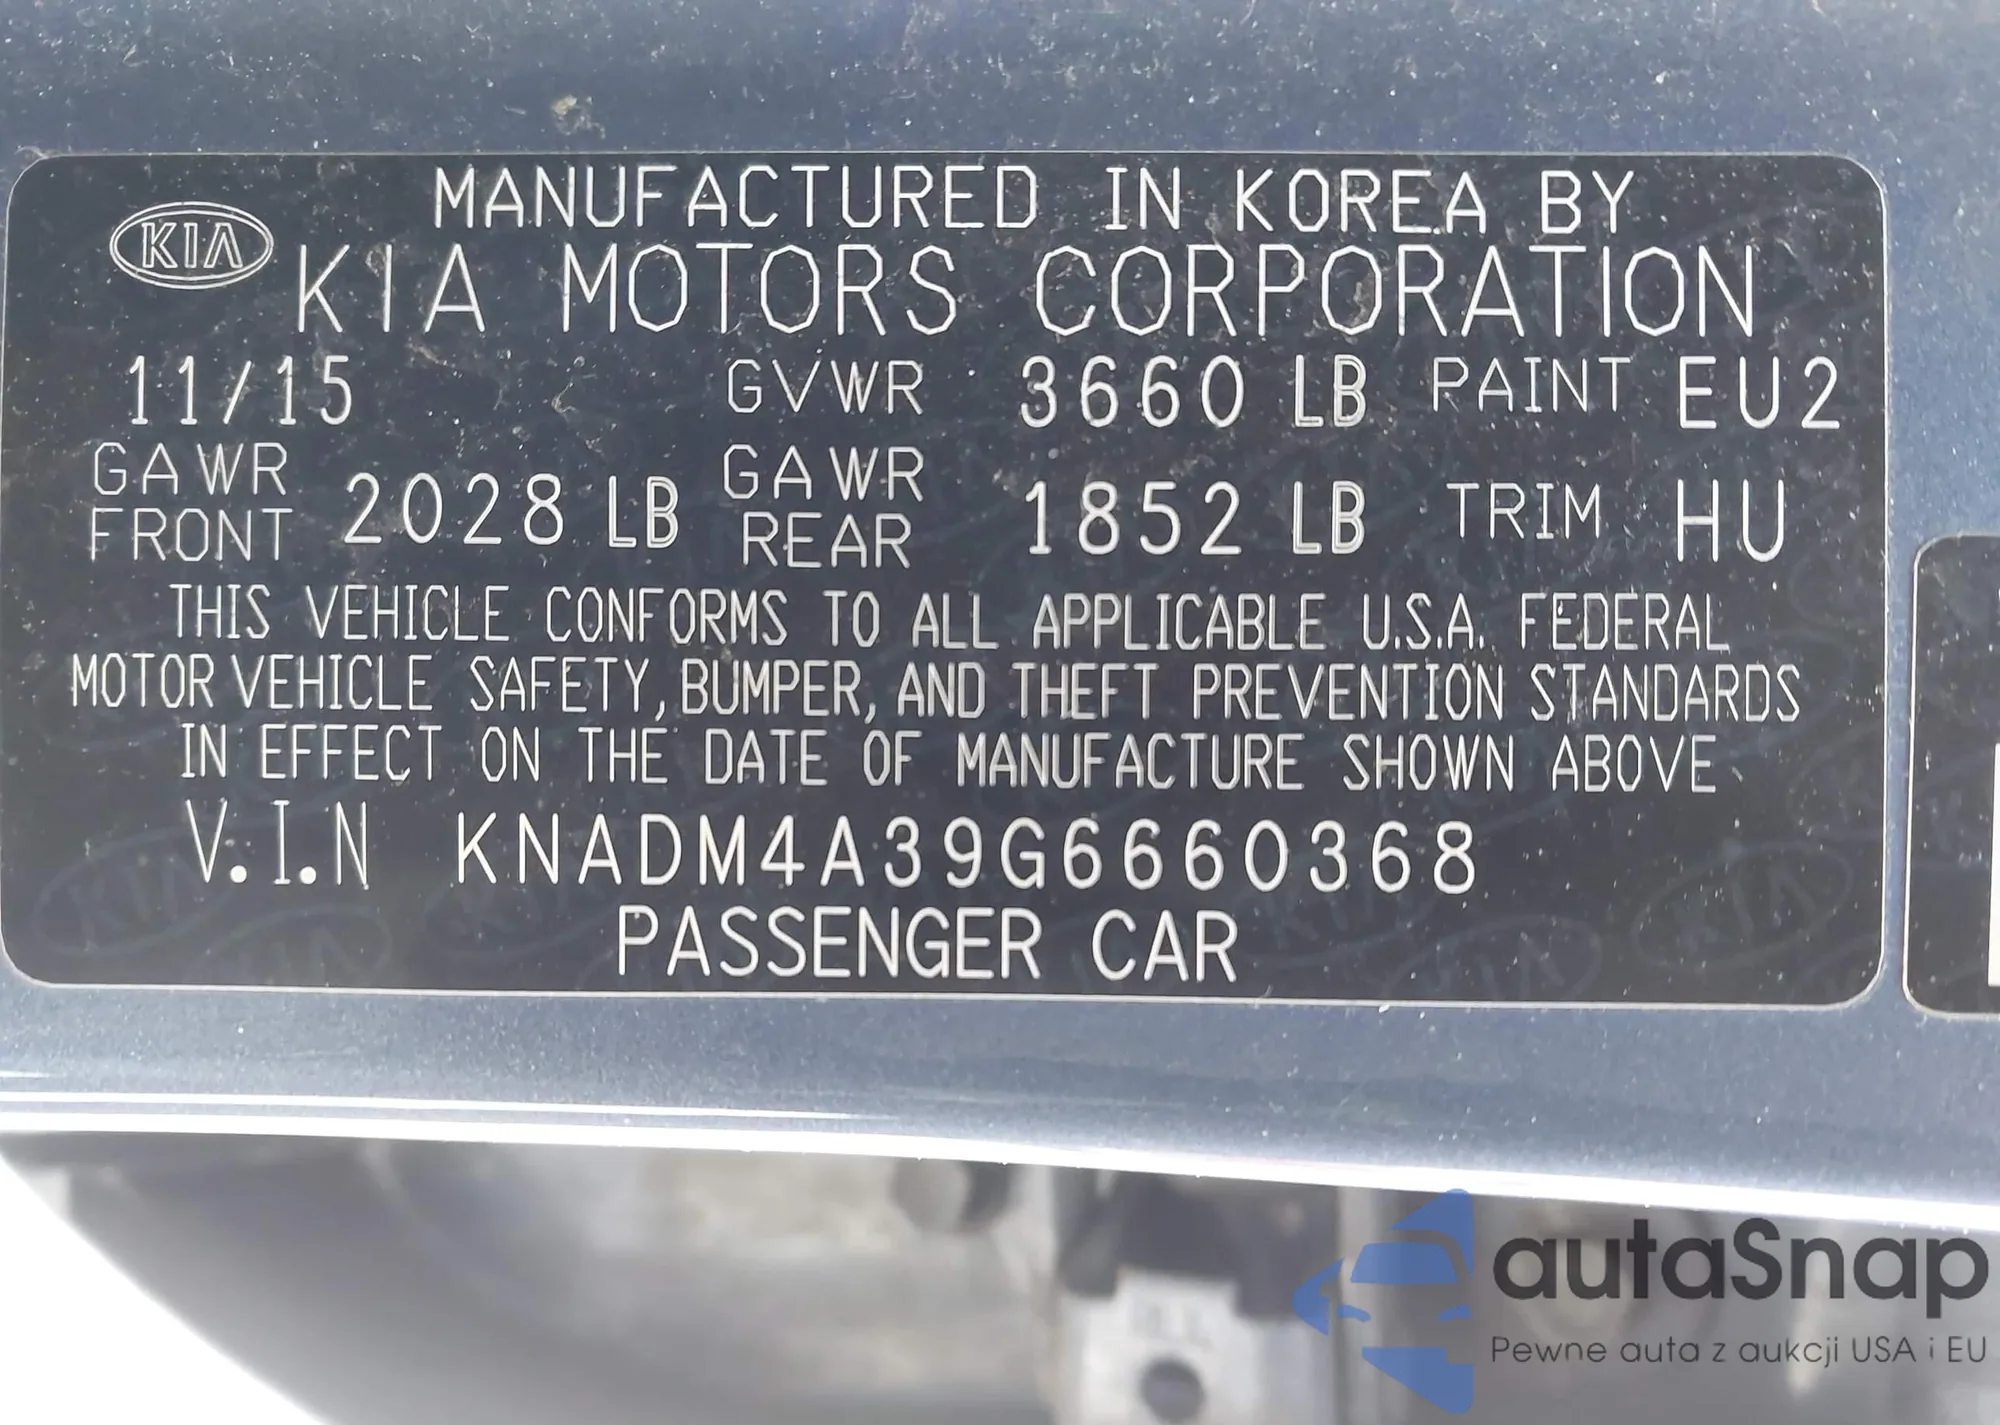 MANUFACTURED IN KOREA BY
KIA
KIA MOTORS CORPORATION
11/15 GVWR 3660 LB PAINT EU2
GAWR FRONT 2028 LB GAWR REAR 1852 LB TRIM HU
THIS VEHICLE CONFORMS TO ALL APPLICABLE U.S.A. FEDERAL
MOTOR VEHICLE SAFETY, BUMPER, AND THEFT PREVENTION STANDARDS
IN EFFECT ON THE DATE OF MANUFACTURE SHOWN ABOVE
V.I.N KNADM4A39G6660368
PASSENGER CAR
autaSnap
Pewne auta z aukcji USA i EU